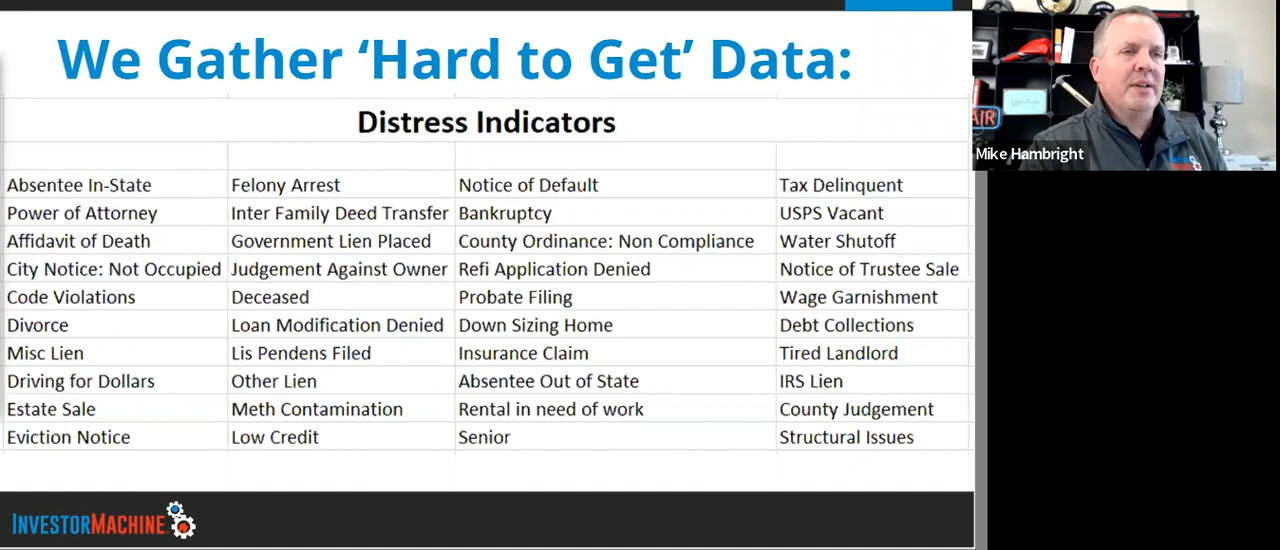 We Gather ‘Hard to Get’ Data:
Distress Indicators
Absentee In-State Felony Arrest Notice of Default Tax Delinquent
Power of Attorney Inter Family Deed Transfer Bankruptcy USPS Vacant
Affidavit of Death Government Lien Placed County Ordinance: Non Compliance Water Shutoff
City Notice: Not Occupied Judgement Against Owner Refi Application Denied Notice of Trustee Sale
Code Violations Deceased Probate Filing Wage Garnishment
Divorce Loan Modification Denied Down Sizing Home Debt Collections
Misc Lien Lis Pendens Filed Insurance Claim Tired Landlord
Driving for Dollars Other Lien Absentee Out of State IRS Lien
Estate Sale Meth Contamination Rental in need of work County Judgement
Eviction Notice Low Credit Senior Structural Issues
INVESTORMACHINE
AIR
Mike Hambright